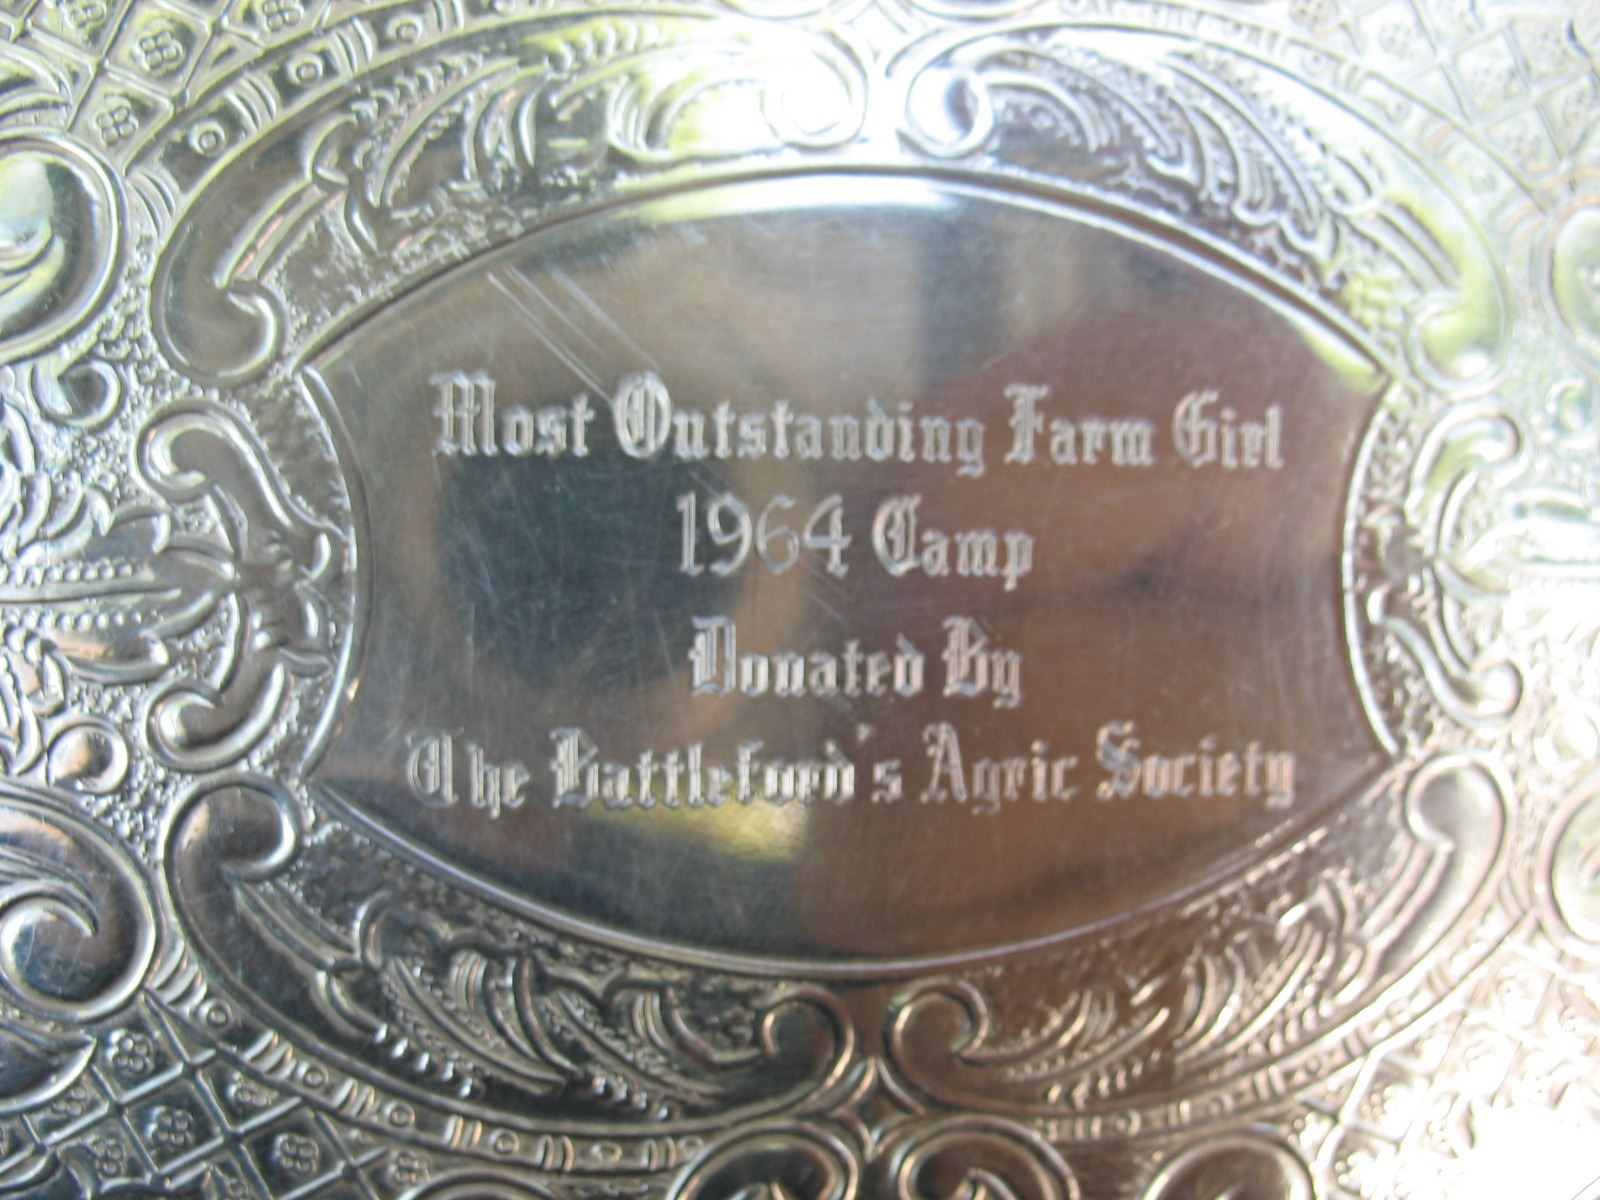 Most Outstanding Farm Girl
1964 Camp
Donated By
The Battleford's Agric Society